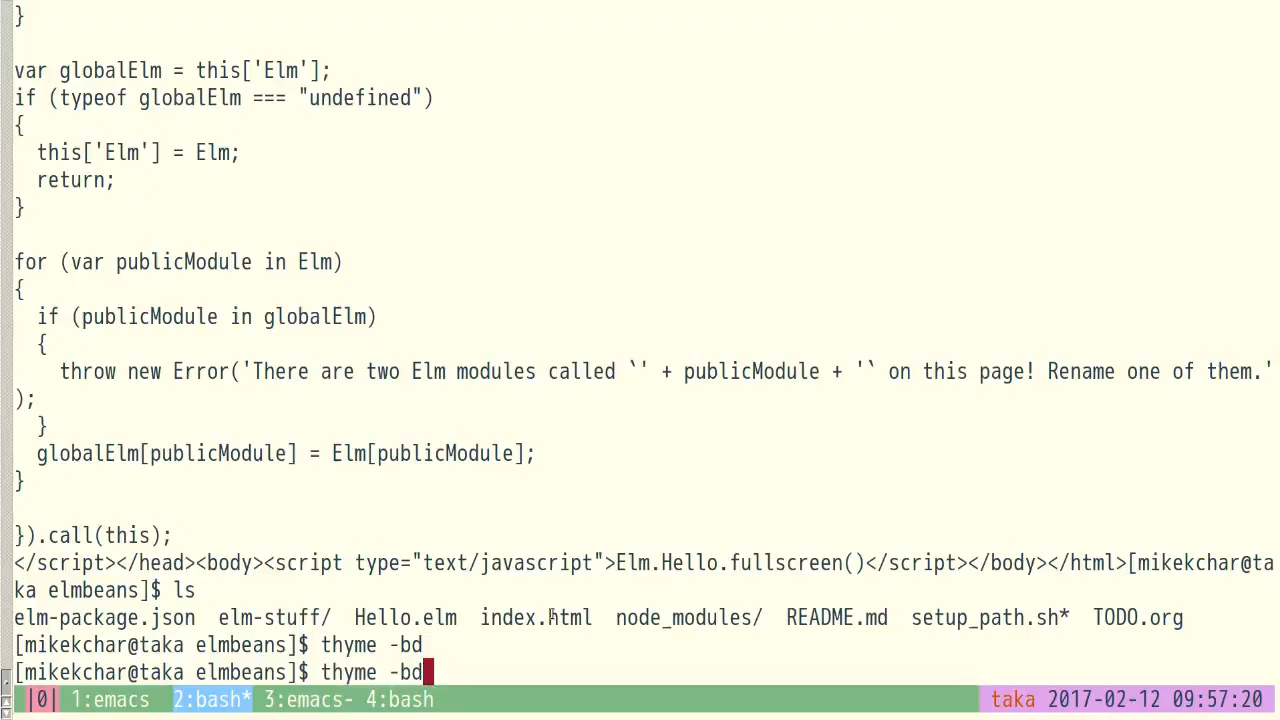 }
var globalElm = this['Elm'];
if (typeof globalElm === "undefined")
{
  this['Elm'] = Elm;
  return;
}
for (var publicModule in Elm)
{
  if (publicModule in globalElm)
  {
    throw new Error('There are two Elm modules called `' + publicModule + '` on this page! Rename one of them.'
);
  }
  globalElm[publicModule] = Elm[publicModule];
}
}).call(this);
</script></head><body><script type="text/javascript">Elm.Hello.fullscreen()</script></body></html>[mikekchar@ta
ka elmbeans]$ ls
elm-package.json  elm-stuff/  Hello.elm  index.html  node_modules/  README.md  setup_path.sh*  TODO.org
[mikekchar@taka elmbeans]$ thyme -bd
[mikekchar@taka elmbeans]$ thyme -bd
|0| 1:emacs  2:bash* 3:emacs- 4:bash taka 2017-02-12 09:57:20